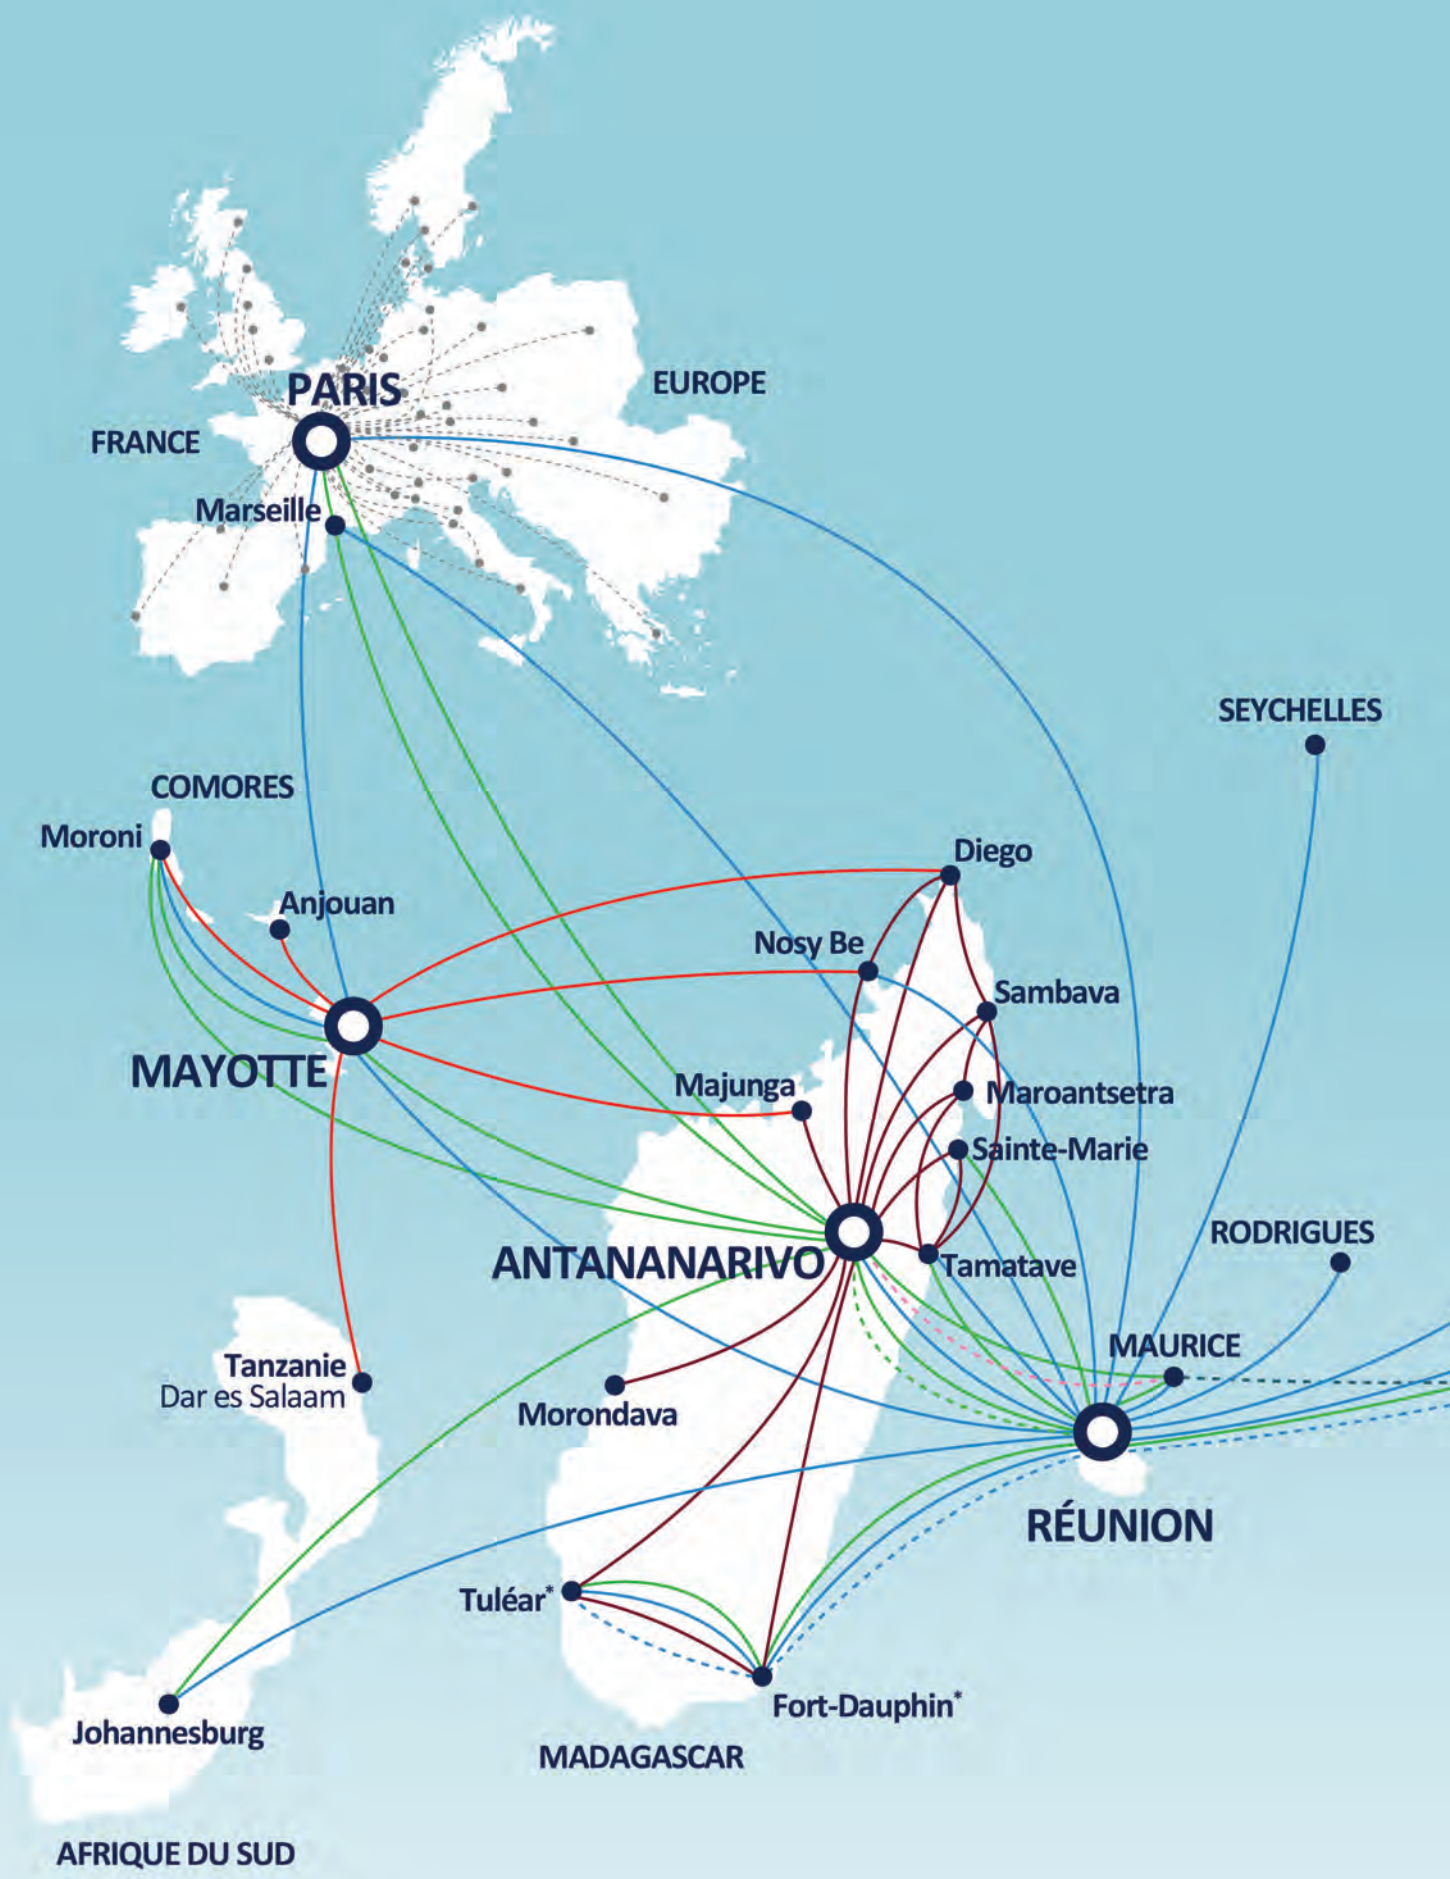 PARIS
EUROPE
FRANCE
Marseille
SEYCHELLES
COMORES
Moroni
Diego
Anjouan
Nosy Be
Sambava
MAYOTTE
Majunga
Maroantsetra
Sainte-Marie
RODRIGUES
ANTANANARIVO
Tamatave
MAURICE
Tanzanie
Dar es Salaam
Morondava
RÉUNION
Tuléar*
Fort-Dauphin*
Johannesburg
MADAGASCAR
AFRIQUE DU SUD